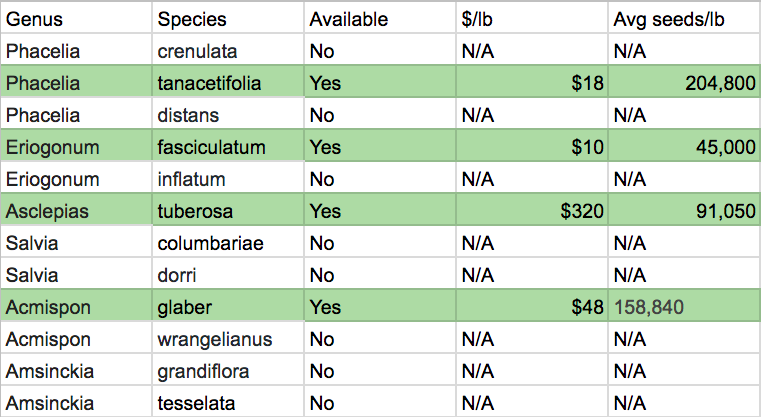 Genus Species Available $/lb Avg seeds/lb
Phacelia crenulata No N/A N/A
Phacelia tanacetifolia Yes $18 204,800
Phacelia distans No N/A N/A
Eriogonum fasciculatum Yes $10 45,000
Eriogonum inflatum No N/A N/A
Asclepias tuberosa Yes $320 91,050
Salvia columbariae No N/A N/A
Salvia dorri No N/A N/A
Acmispon glaber Yes $48 158,840
Acmispon wrangelianus No N/A N/A
Amsinckia grandiflora No N/A N/A
Amsinckia tesselata No N/A N/A